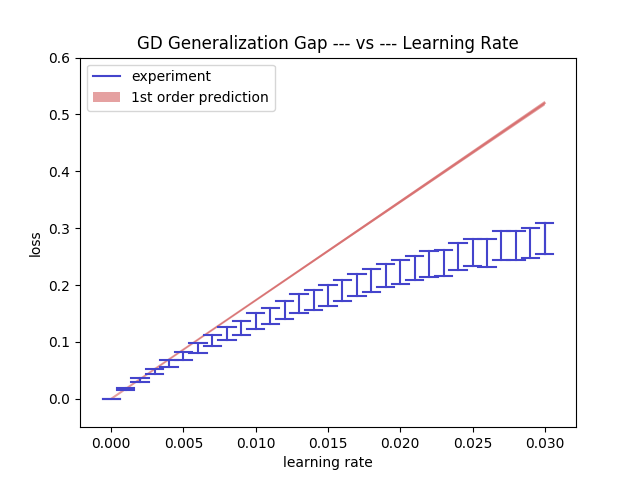 GD Generalization Gap --- vs --- Learning Rate
experiment
1st order prediction
loss
0.6
0.5
0.4
0.3
0.2
0.1
0.0
0.000 0.005 0.010 0.015 0.020 0.025 0.030
learning rate